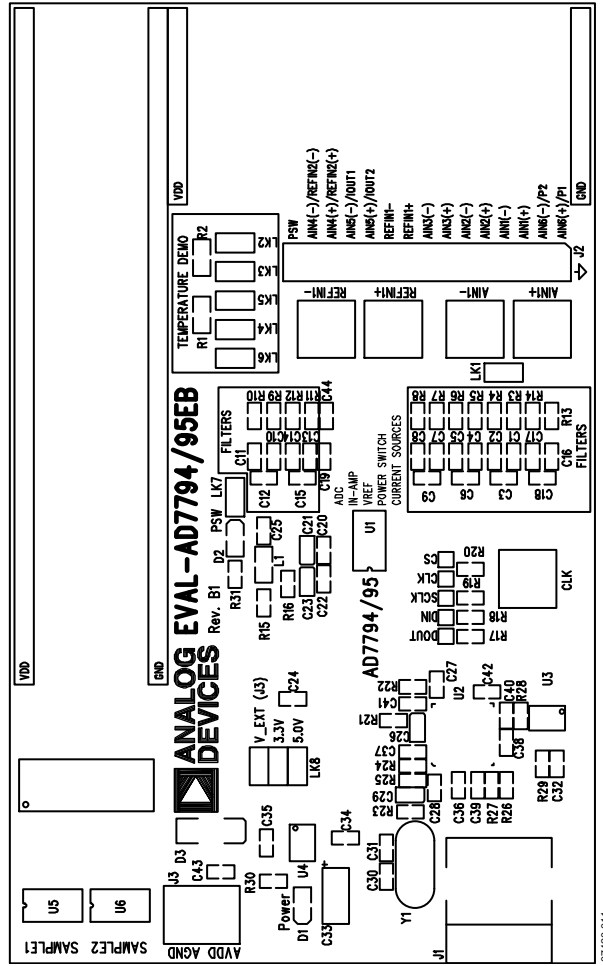 VDD
VDD
GND
GND
TEMPERATURE DEMO
R1
R2
LK6
LK4
LK5
LK3
LK2
PSW
AIN4(-)/REFIN2(-)
AIN4(+)/REFIN2(+)
AIN5(-)/IOUT1
AIN5(+)/IOUT2
REFIN1-
REFIN1+
AIN3(-)
AIN3(+)
AIN2(-)
AIN2(+)
AIN1(-)
AIN1(+)
AIN6(-)/P2
AIN6(+)/P1
J2
REFIN1-
REFIN1+
AIN1-
AIN1+
LK1
ANALOG
DEVICES
EVAL-AD7794/95EB
Rev. B1
FILTERS
R10
R9
R12
R11
C44
C11
C10
C14
C13
C19
C12
C15
LK7
PSW
D2
R31
C25
L1
R15
R16
C21
C20
C23
C22
ADC
IN-AMP
VREF
POWER SWITCH
CURRENT SOURCES
U1
AD7794/95
R8
R7
R6
R5
R4
R3
R14
R13
C8
C7
C5
C4
C2
C1
C17
C16
C9
C6
C3
C18
FILTERS
CS
CLK
SCLK
DIN
DOUT
R20
R19
R18
R17
CLK
V_EXT (J3)
3.3V
5.0V
LK8
C24
R22
C41
R21
C26
C27
U2
C42
C40
R28
C38
U3
C37
R24
R25
C29
R23
C28
C36
C39
R27
R26
R29
C32
D3
J3
C43
AVDD AGND
R30
C35
Power
D1
U4
C34
C33
+
C31
C30
Y1
J1
U5
U6
SAMPLE1
SAMPLE2